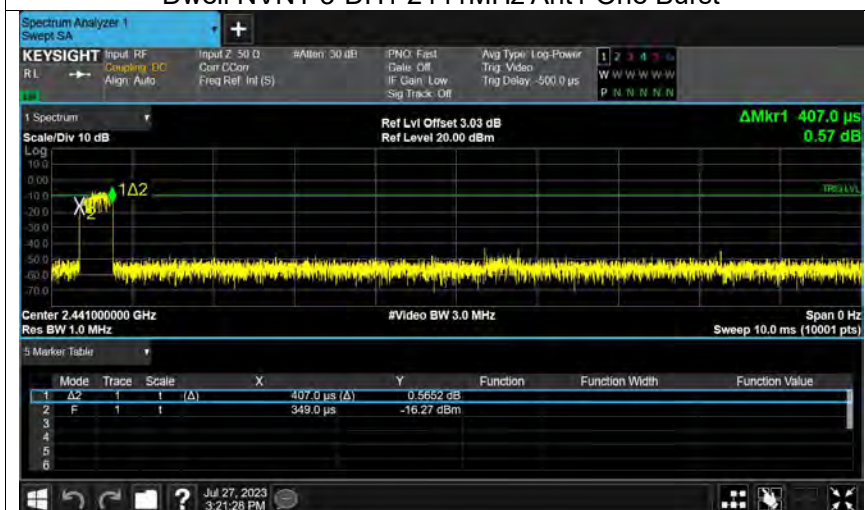 Dwell NVNT 3-DH1 2441MHz Ant1 One Burst
Spectrum Analyzer 1
Swept SA
+
KEYSIGHT Input: RF Input Z: 50 Ω #Atten: 30 dB PNO: Fast Avg Type: Log-Power 1 2 3 4 5 6
RL Coupling: DC Corr CCorr Gate: Off Trig: Video W W W W W W
Align: Auto Freq Ref: Int (S) IF Gain: Low Trig Delay: -500.0 µs
Sig Track: Off P N N N N N
1 Spectrum
Scale/Div 10 dB
Ref Lvl Offset 3.03 dB
Ref Level 20.00 dBm
ΔMkr1 407.0 µs
0.57 dB
Log
10.0
0.00
-10.0
-20.0
-30.0
-40.0
-50.0
-60.0
-70.0
1Δ2
X2
TRIG LVL
Center 2.441000000 GHz #Video BW 3.0 MHz Span 0 Hz
Res BW 1.0 MHz Sweep 10.0 ms (10001 pts)
5 Marker Table
Mode Trace Scale X Y Function Function Width Function Value
1 Δ2 1 t (Δ) 407.0 µs (Δ) 0.5652 dB
2 F 1 t 349.0 µs -16.27 dBm
3
4
5
6
? Jul 27, 2023
3:21:28 PM